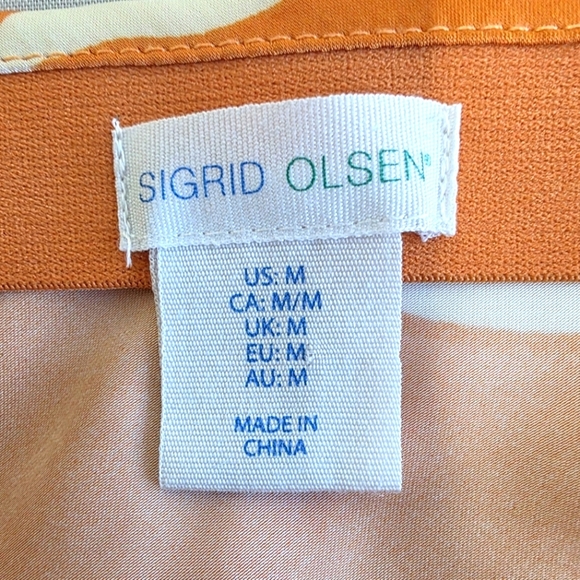 SIGRID OLSEN®
US: M
CA: M/M
UK: M
EU: M
AU: M
MADE IN
CHINA